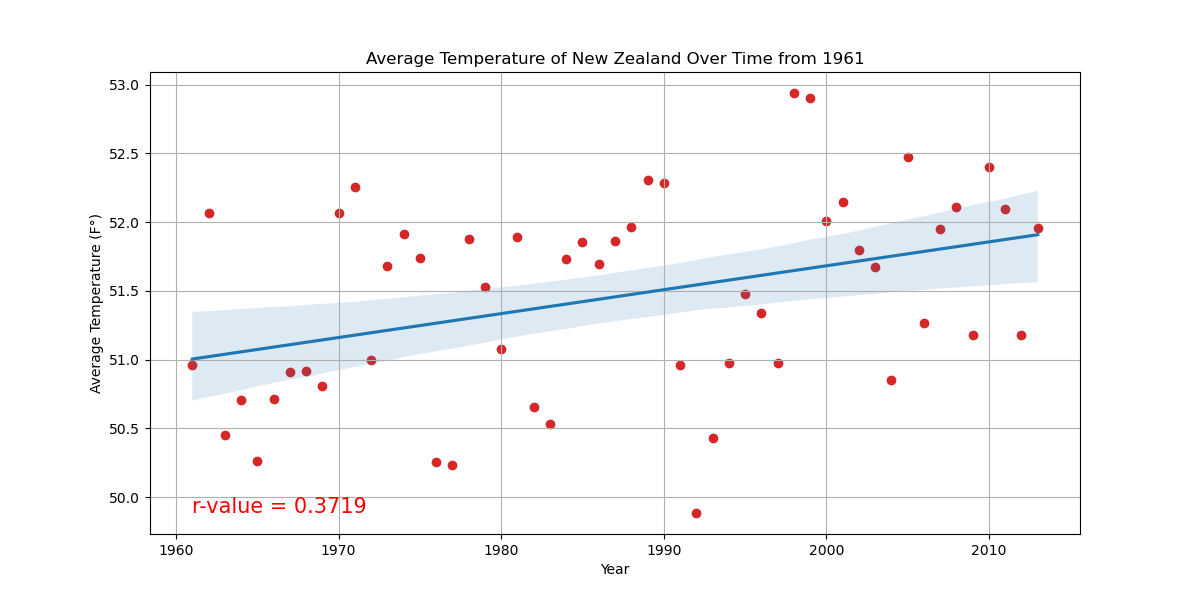 Average Temperature of New Zealand Over Time from 1961
53.0
52.5
52.0
51.5
51.0
50.5
50.0
Average Temperature (F°)
r-value = 0.3719
1960 1970 1980 1990 2000 2010
Year